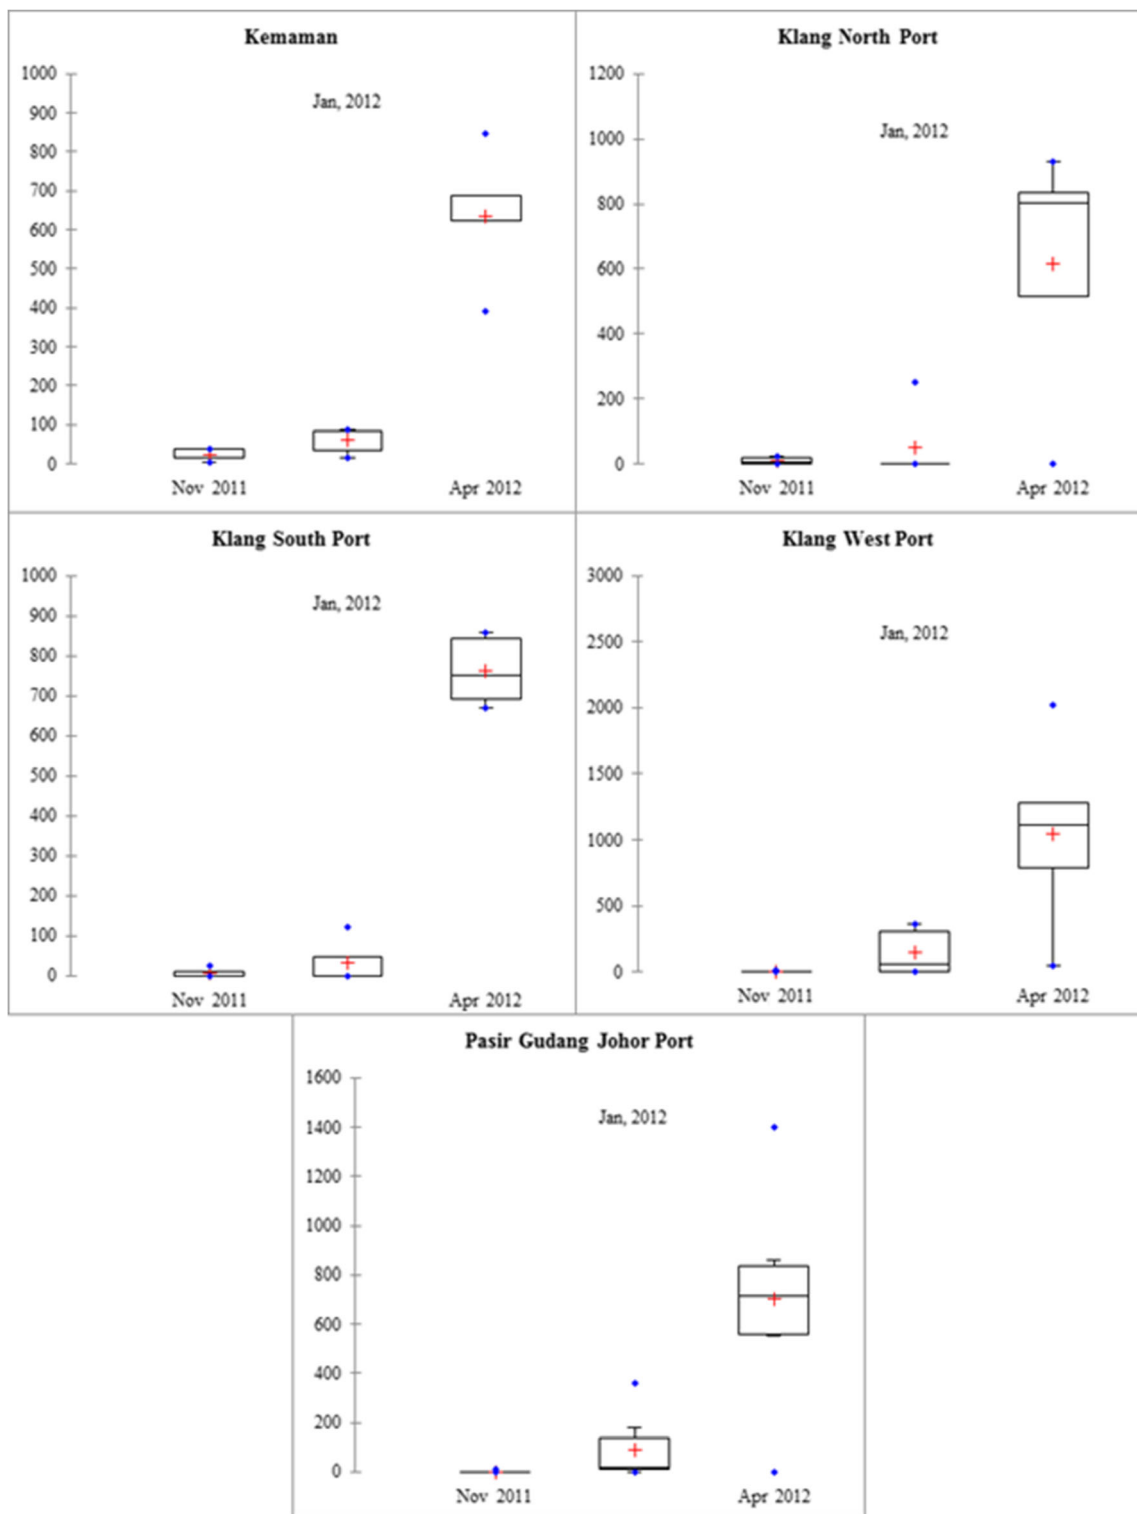 Kemaman
1000
900
800
700
600
500
400
300
200
100
0
Jan, 2012
Nov 2011
Apr 2012
Klang North Port
1200
1000
800
600
400
200
0
Jan, 2012
Nov 2011
Apr 2012
Klang South Port
1000
900
800
700
600
500
400
300
200
100
0
Jan, 2012
Nov 2011
Apr 2012
Klang West Port
3000
2500
2000
1500
1000
500
0
Jan, 2012
Nov 2011
Apr 2012
Pasir Gudang Johor Port
1600
1400
1200
1000
800
600
400
200
0
Jan, 2012
Nov 2011
Apr 2012